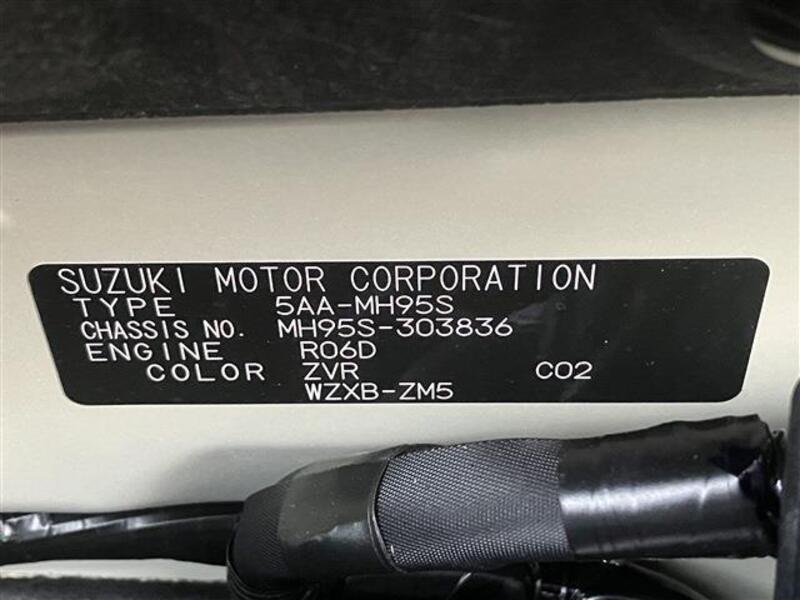 SUZUKI MOTOR CORPORATION
TYPE 5AA-MH95S
CHASSIS NO. MH95S-303836
ENGINE R06D
COLOR ZVR C02
WZXB-ZM5